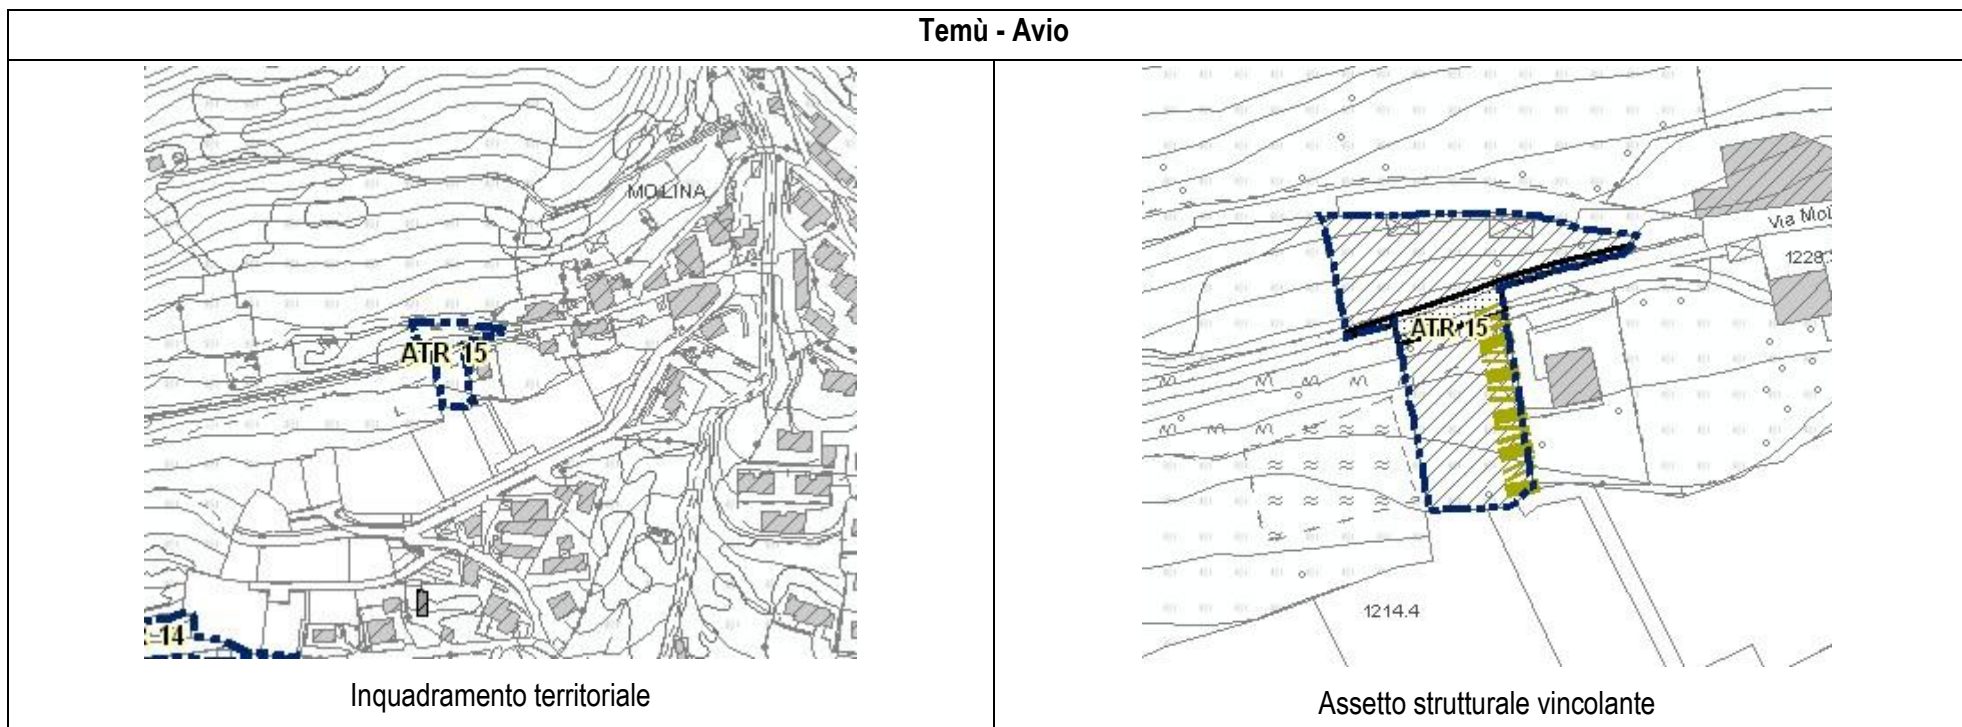 Temù - Avio
MOLINA
ATR 15
-14
Inquadramento territoriale
Via Mol
1228.
ATR 15
1214.4
Assetto strutturale vincolante